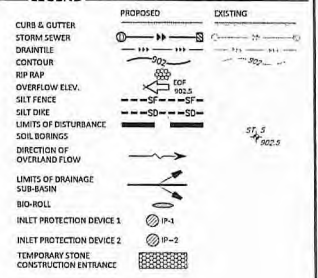 PROPOSED EXISTING
CURB & GUTTER
STORM SEWER
DRAINTILE
CONTOUR 902 902
RIP RAP
OVERFLOW ELEV. EOF 902.5
SILT FENCE SF SF
SILT DIKE SD SD
LIMITS OF DISTURBANCE
SOIL BORINGS 902.5
DIRECTION OF
OVERLAND FLOW
LIMITS OF DRAINAGE
SUB-BASIN
BIO-ROLL
INLET PROTECTION DEVICE 1 IP-1
INLET PROTECTION DEVICE 2 IP-2
TEMPORARY STONE
CONSTRUCTION ENTRANCE